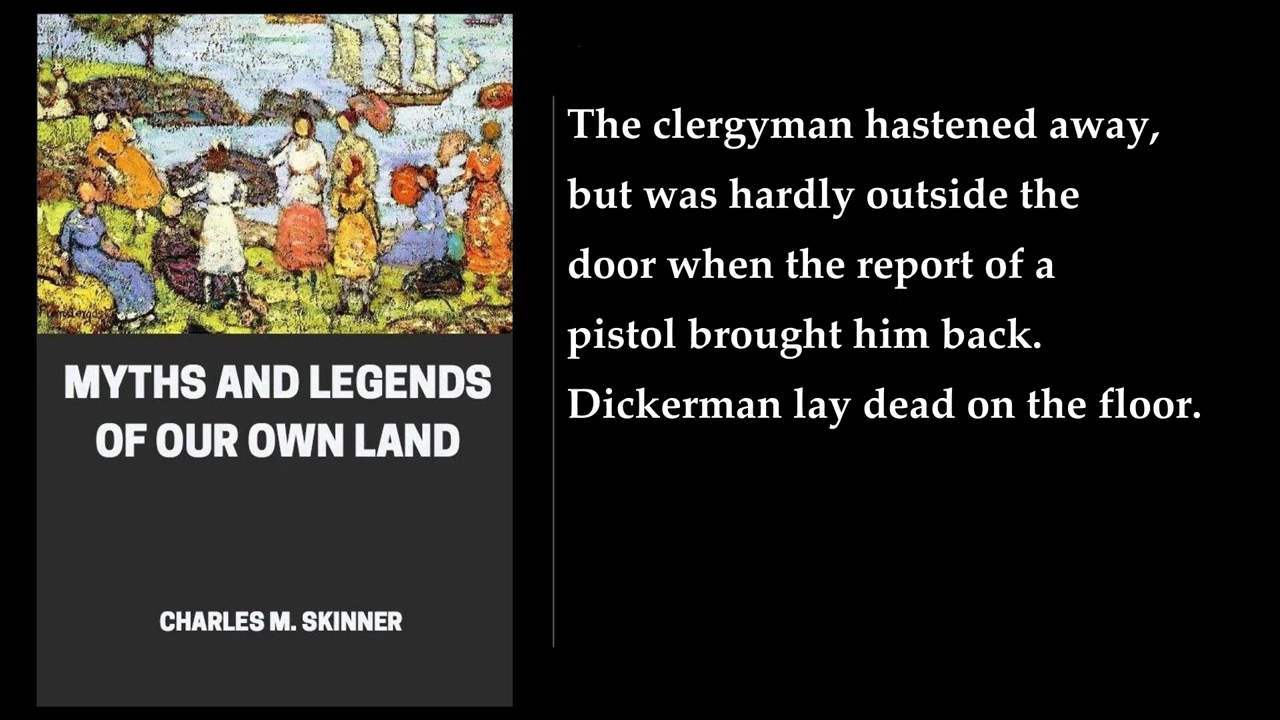 MYTHS AND LEGENDS
OF OUR OWN LAND
CHARLES M. SKINNER
The clergyman hastened away,
but was hardly outside the
door when the report of a
pistol brought him back.
Dickerman lay dead on the floor.